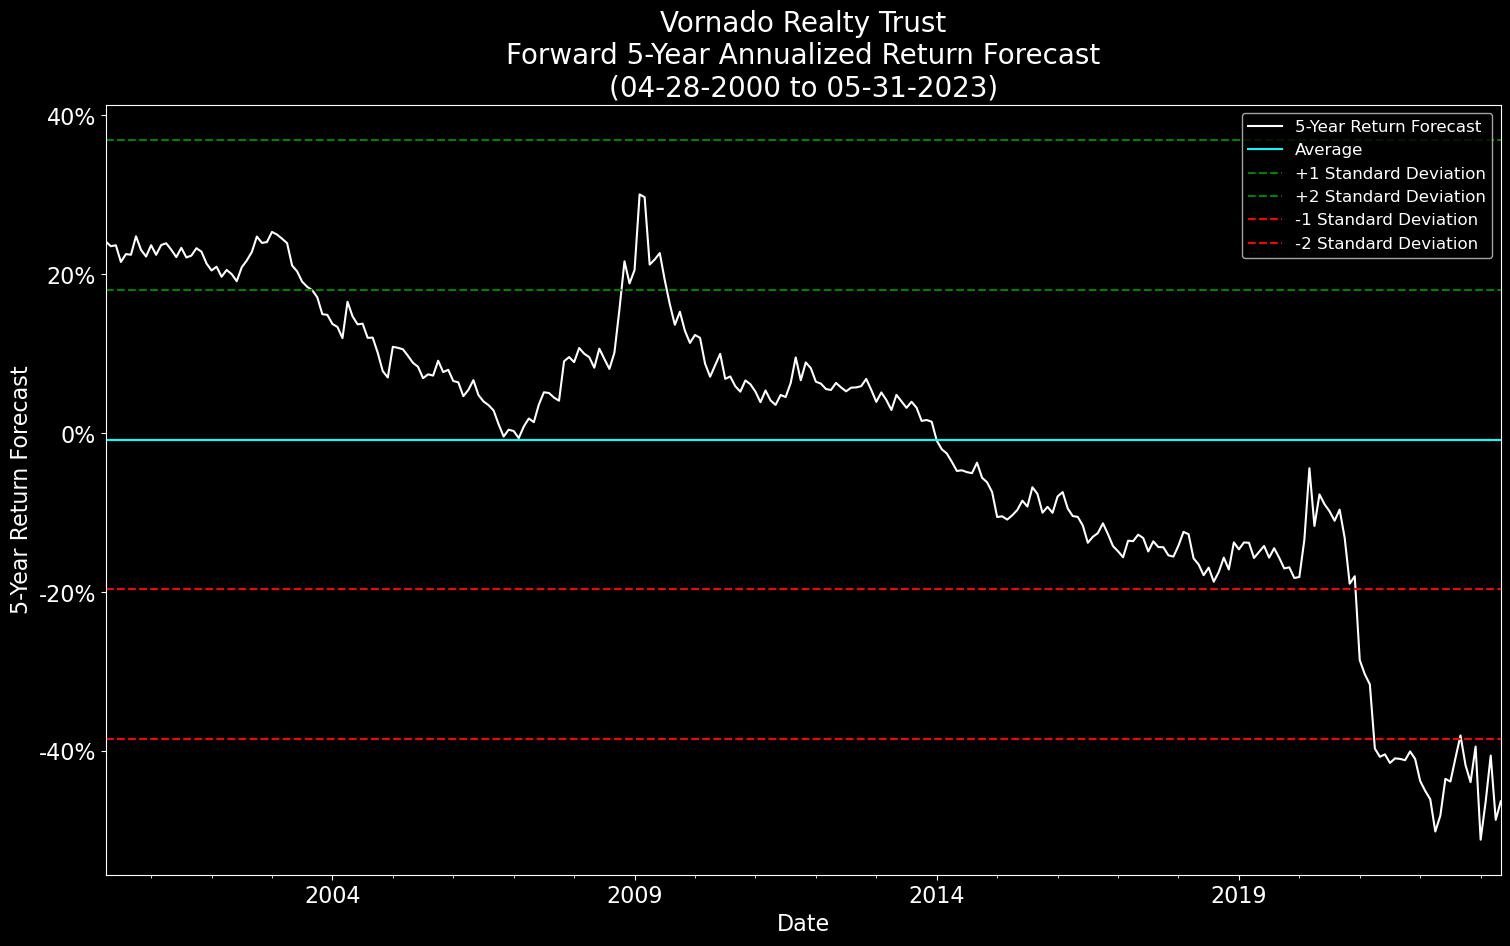 Vornado Realty Trust
Forward 5-Year Annualized Return Forecast
(04-28-2000 to 05-31-2023)
40%
20%
0%
-20%
-40%
5-Year Return Forecast
5-Year Return Forecast
Average
+1 Standard Deviation
+2 Standard Deviation
-1 Standard Deviation
-2 Standard Deviation
2004
2009
2014
2019
Date